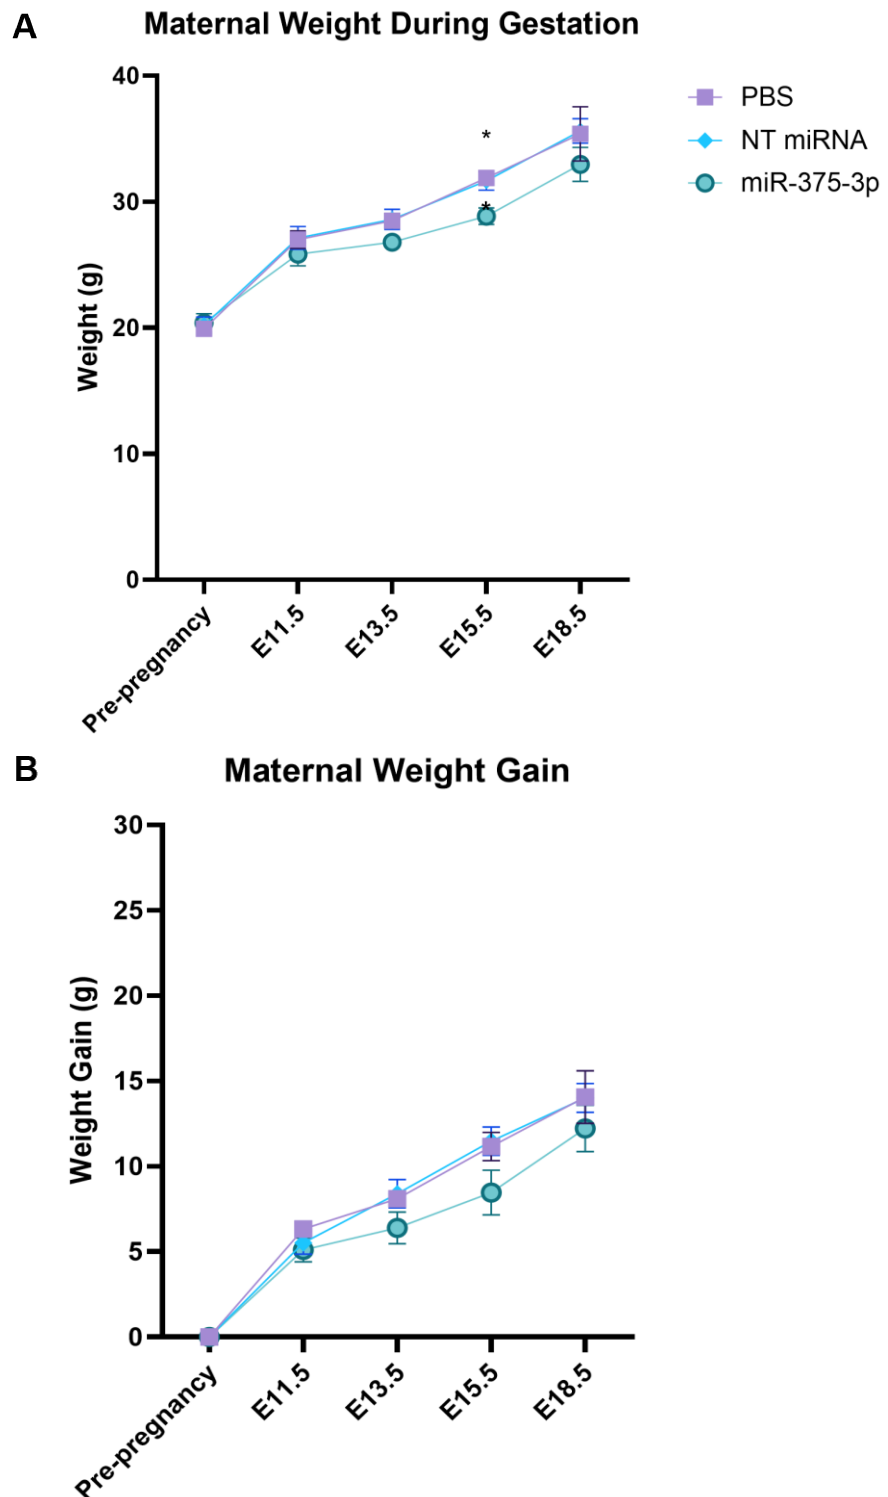 A
Maternal Weight During Gestation
PBS
NT miRNA
miR-375-3p
Weight (g)
40
30
20
10
0
*
*
Pre-pregnancy
E11.5
E13.5
E15.5
E18.5
B
Maternal Weight Gain
Weight Gain (g)
30
25
20
15
10
5
0
Pre-pregnancy
E11.5
E13.5
E15.5
E18.5